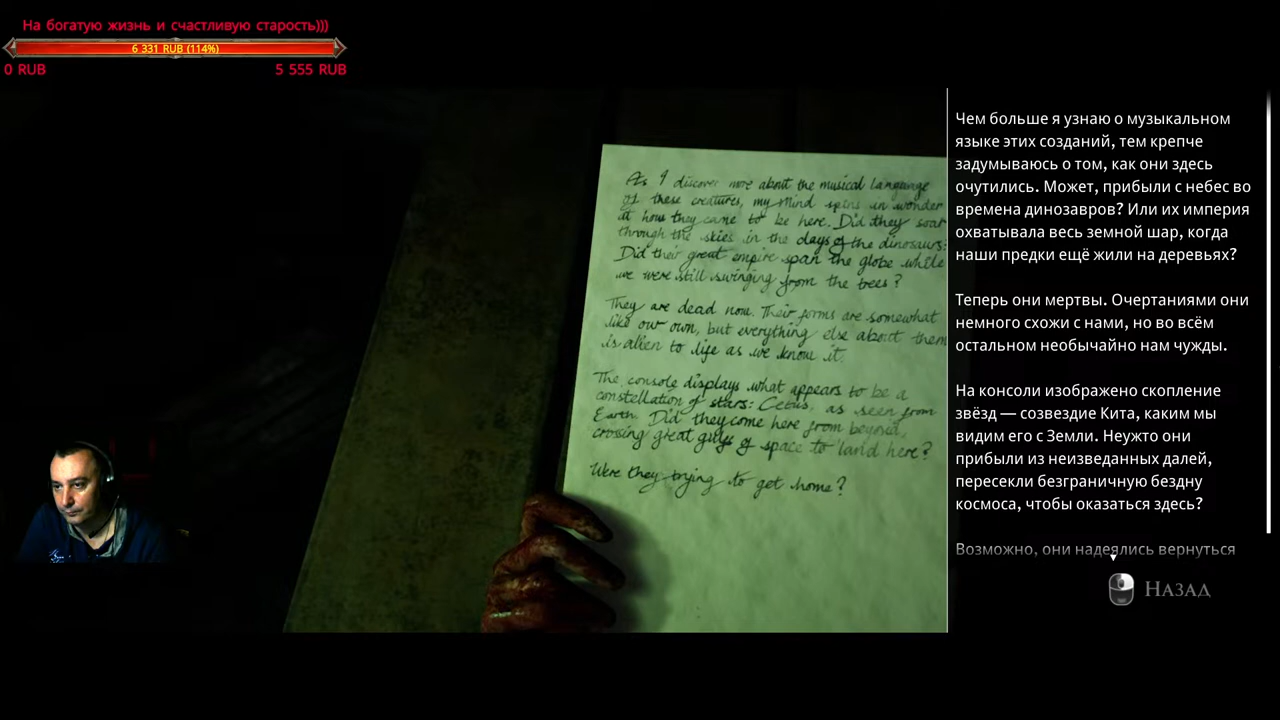 На богатую жизнь и счастливую старость)))
6 331 RUB (114%)
0 RUB
5 555 RUB
As I discover more about the musical language
of these creatures, my mind spins in wonder
at how they came to be here. Did they soar
through the skies in the days of the dinosaurs?
Did their great empire span the globe while
we were still swinging from the trees?
They are dead now. Their forms are somewhat
like our own, but everything else about them
is alien to life as we know it.
The console displays what appears to be a
constellation of stars: Cetus, as seen from
Earth. Did they come here from beyond,
crossing great gulfs of space to land here?
Were they trying to get home?
Чем больше я узнаю о музыкальном
языке этих созданий, тем крепче
задумываюсь о том, как они здесь
очутились. Может, прибыли с небес во
времена динозавров? Или их империя
охватывала весь земной шар, когда
наши предки ещё жили на деревьях?
Теперь они мертвы. Очертаниями они
немного схожи с нами, но во всём
остальном необычайно нам чужды.
На консоли изображено скопление
звёзд — созвездие Кита, каким мы
видим его с Земли. Неужто они
прибыли из неизведанных далей,
пересекли безграничную бездну
космоса, чтобы оказаться здесь?
Возможно, они надеялись вернуться
Назад